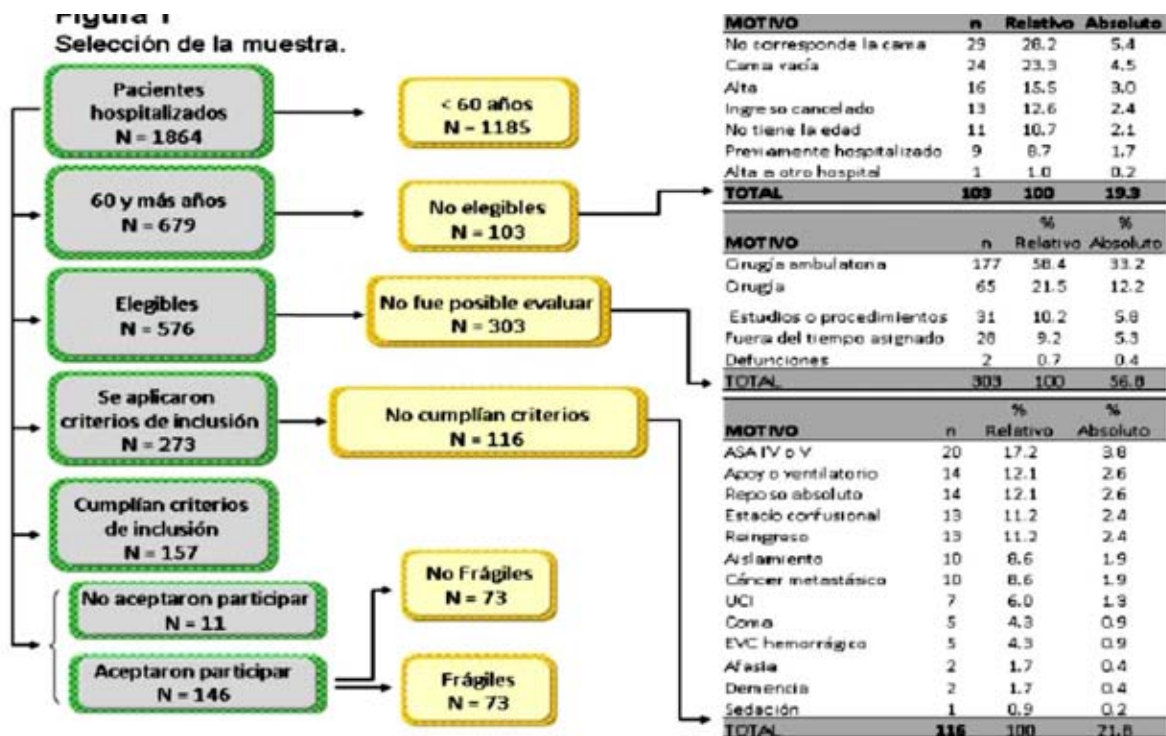 Figura 1
Selección de la muestra.
Pacientes
hospitalizados
N = 1864
< 60 años
N - 1185
60 y más años
N = 679
No elegibles
N = 103
Elegibles
N = 576
No fue posible evaluar
N = 303
Se aplicaron
criterios de inclusión
N = 273
No cumplían criterios
N = 116
Cumplían criterios
de inclusión
N = 157
No aceptaron participar
N = 11
Aceptaron participar
N = 146
No Frágiles
N = 73
Frágiles
N = 73
MOTIVO n Relativo Absoluto
No corresponde la cama 29 28.2 5.4
Cama vacía 24 23.3 4.5
Alta 16 15.5 3.0
Ingreso cancelado 13 12.6 2.4
No tiene la edad 11 10.7 2.1
Previamente hospitalizado 9 8.7 1.7
Alta a otro hospital 1 1.0 0.2
TOTAL 103 100 19.3
% %
MOTIVO n Relativo Absoluto
Cirugía ambulatoria 177 58.4 33.2
Cirugía 65 21.5 12.2
Estudios o procedimientos 31 10.2 5.8
Fuera del tiempo asignado 28 9.2 5.3
Defunciones 2 0.7 0.4
TOTAL 303 100 56.8
% %
MOTIVO n Relativo Absoluto
ASA IV o V 20 17.2 3.8
Apoyo ventilatorio 14 12.1 2.6
Reposo absoluto 14 12.1 2.6
Estado confusional 13 11.2 2.4
Reingreso 13 11.2 2.4
Aislamiento 10 8.6 1.9
Cáncer metastásico 10 8.6 1.9
UCI 7 6.0 1.3
Coma 5 4.3 0.9
EVC hemorrágico 5 4.3 0.9
Afasia 2 1.7 0.4
Demencia 2 1.7 0.4
Sedación 1 0.9 0.2
TOTAL 116 100 21.8